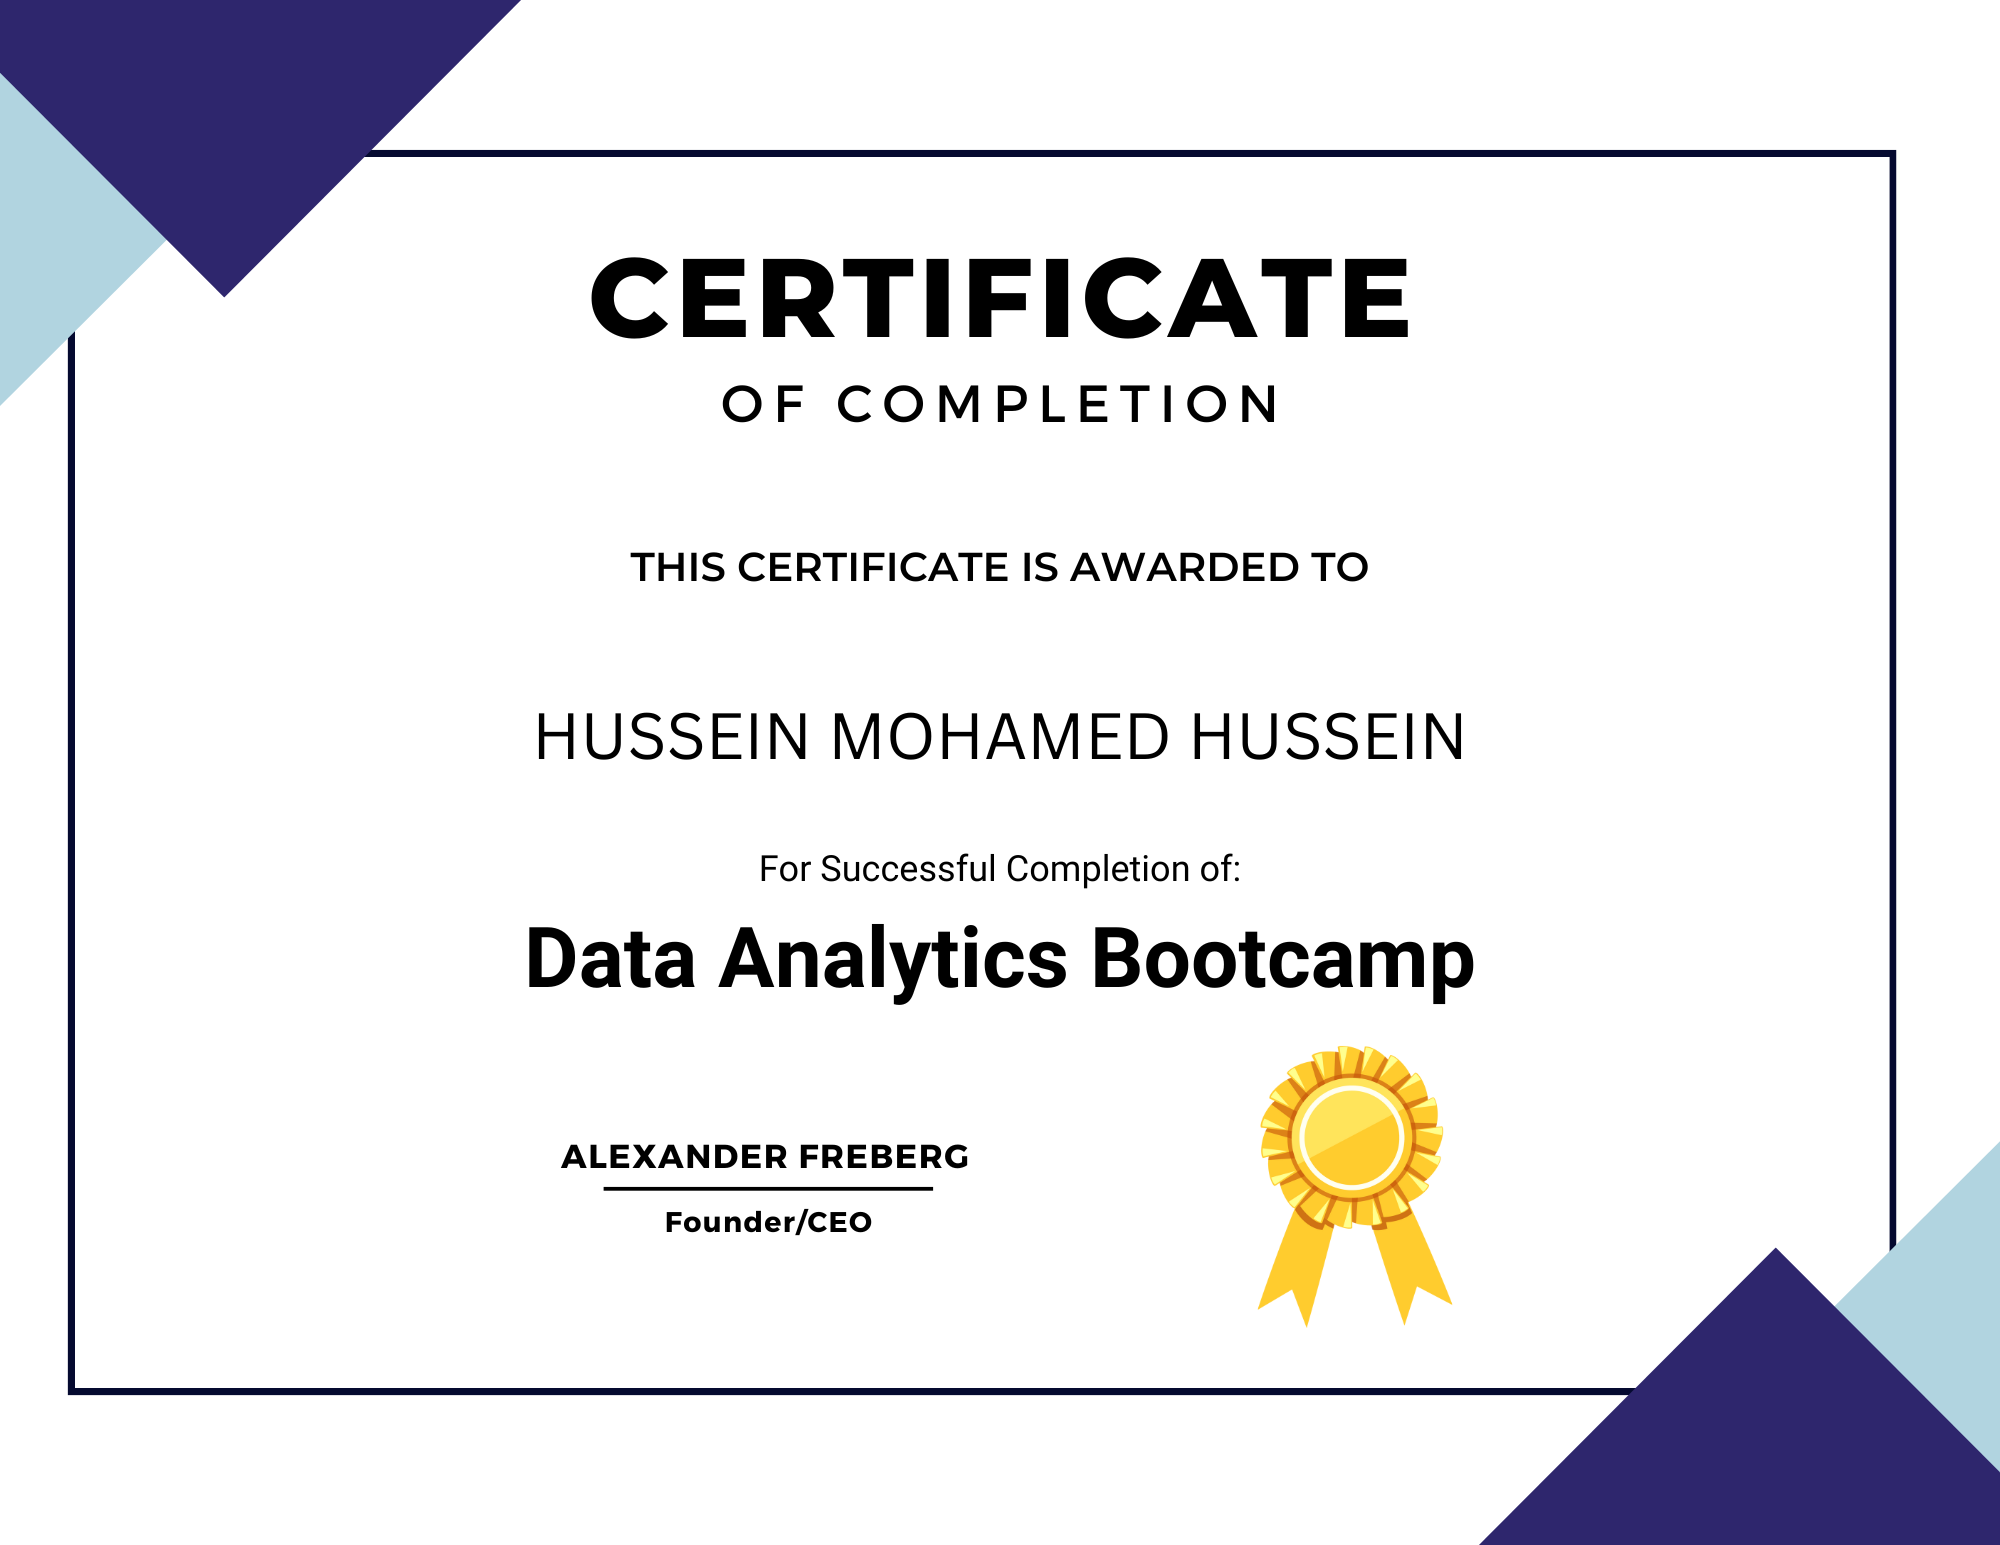 CERTIFICATE
OF COMPLETION
THIS CERTIFICATE IS AWARDED TO
HUSSEIN MOHAMED HUSSEIN
For Successful Completion of:
Data Analytics Bootcamp
ALEXANDER FREBERG
Founder/CEO